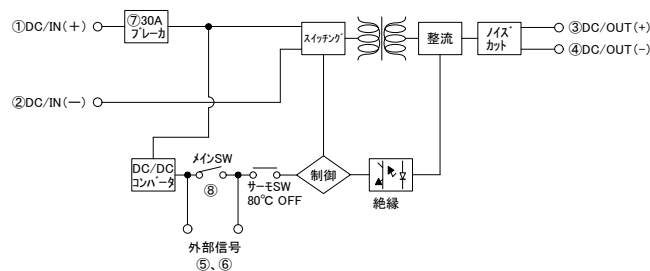 ①DC/IN(＋)
⑦30A
ブレーカ
スイッチング
整流
ノイズ
カット
③DC/OUT(+)
④DC/OUT(−)
②DC/IN(ー)
DC/DC
コンバータ
メインSW
⑧
サーモSW
80℃ OFF
制御
絶縁
外部信号
⑤、⑥